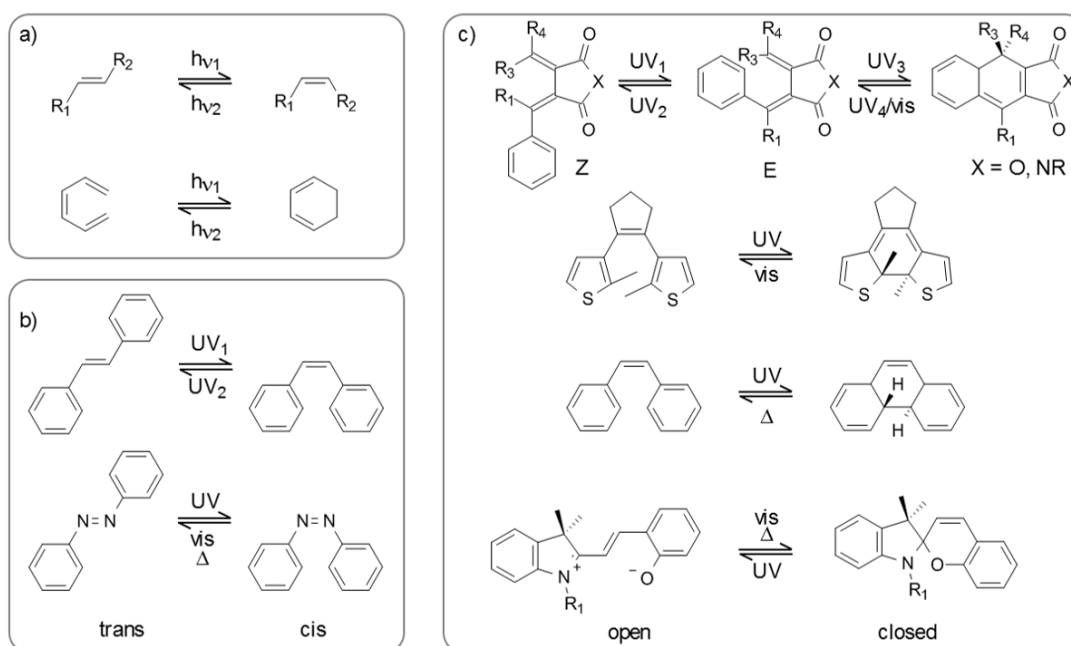 a)
R2
R1
hν1
hν2
R1
R2
hν1
hν2
b)
UV1
UV2
N=N
UV
vis
Δ
N=N
trans
cis
c)
R4
R3
O
X
O
R1
Z
UV1
UV2
R4
R3
O
X
O
R1
E
UV3
UV4/vis
R3
R4
O
X
O
R1
X = O, NR
S
S
UV
vis
S
S
UV
Δ
H
H
N
+
R1
−
O
vis
Δ
UV
N
O
R1
open
closed